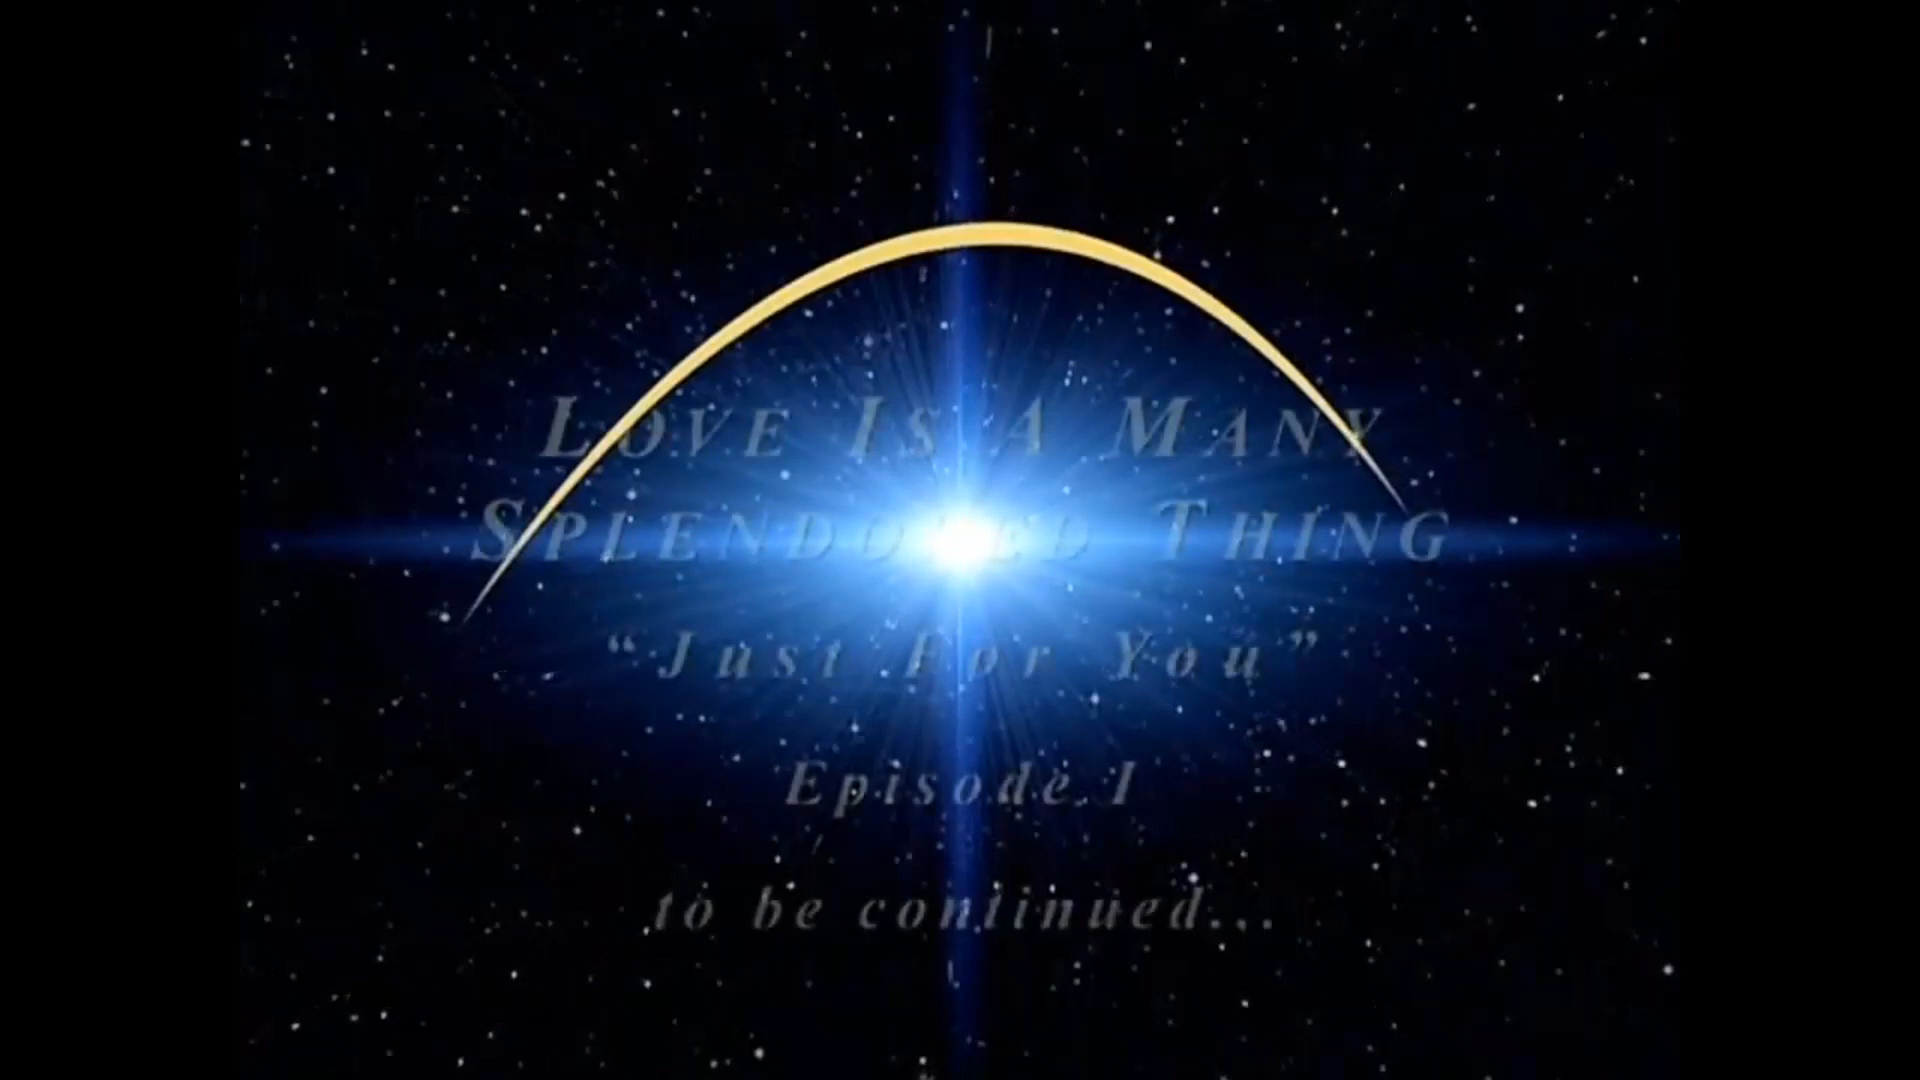 LOVE IS A MANY
SPLENDORED THING
“Just For You”
Episode I
to be continued...